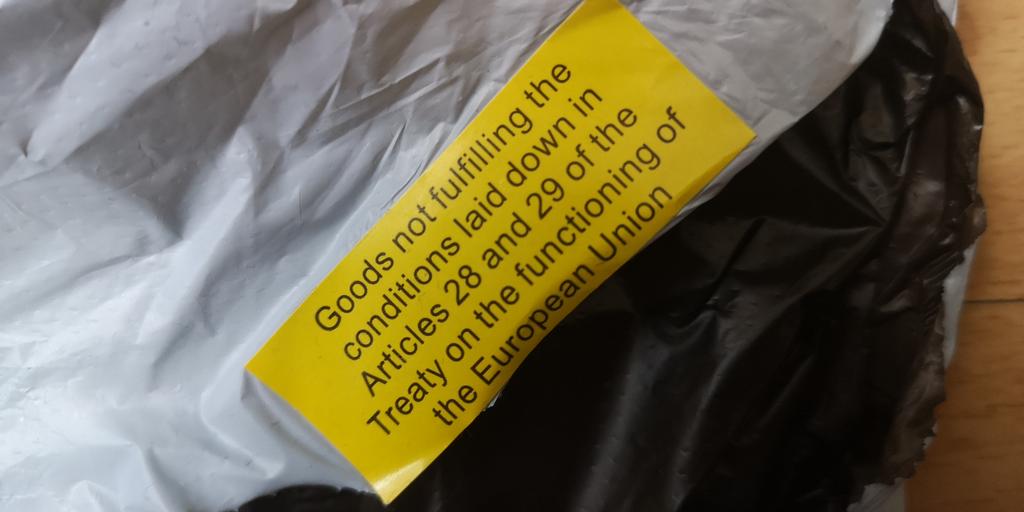 Goods not fulfilling the
conditions laid down in
Articles 28 and 29 of the
Treaty on the functioning of
the European Union